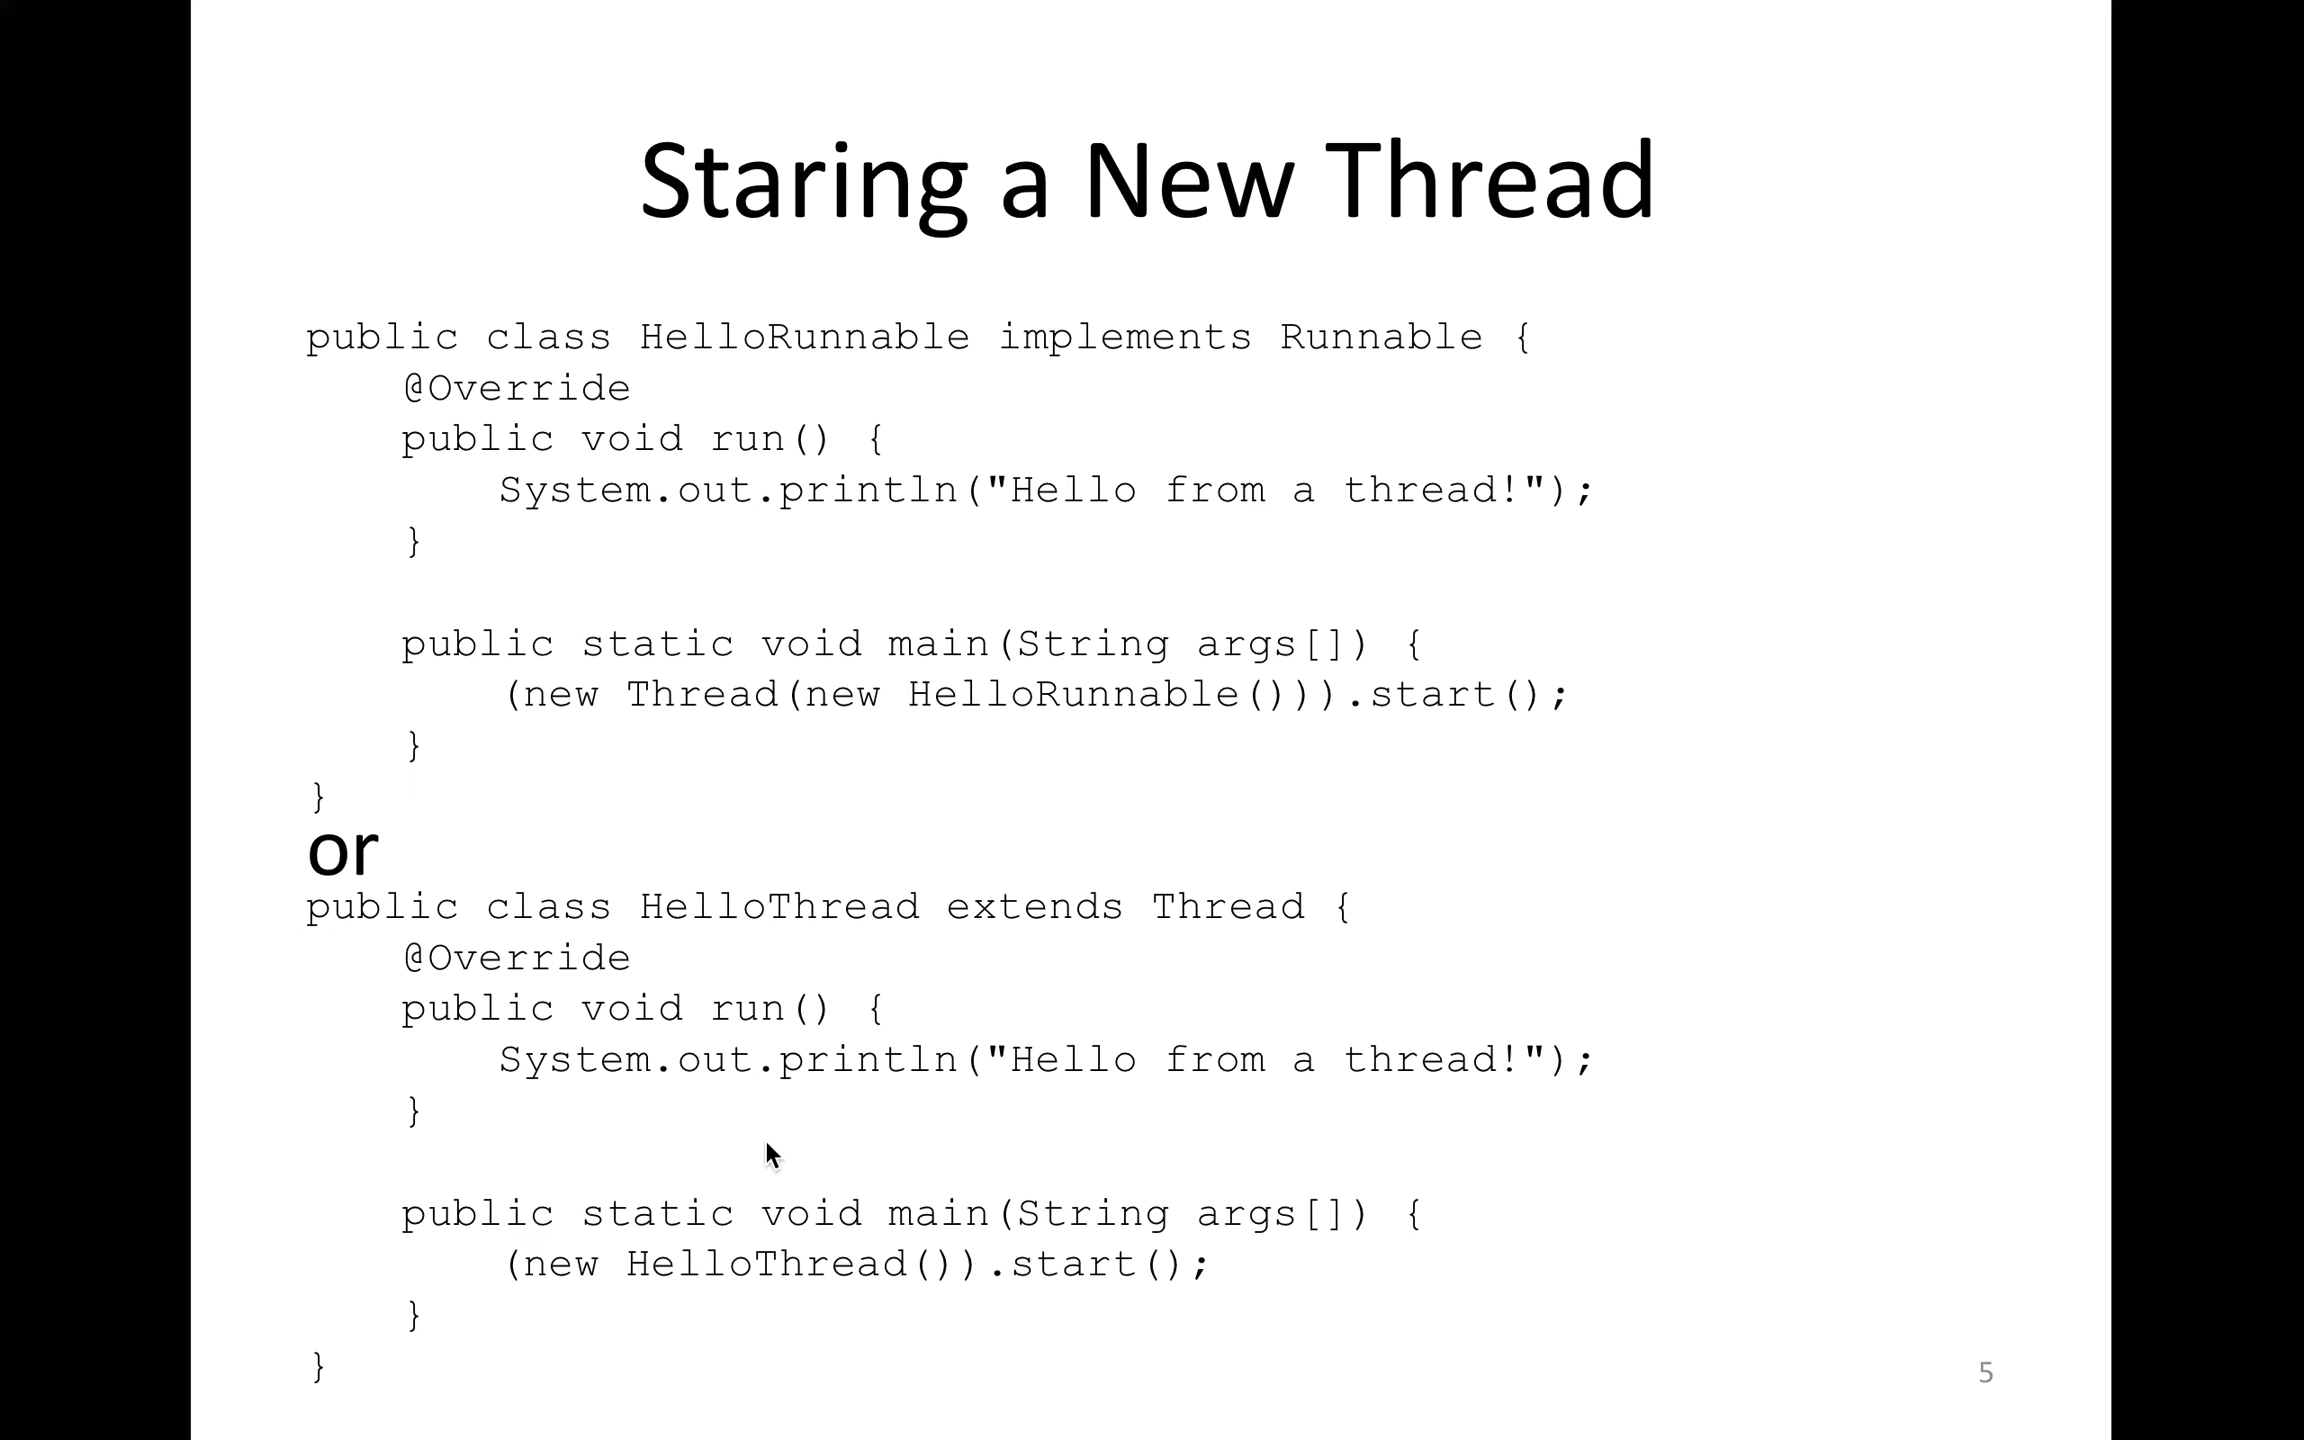 Staring a New Thread
public class HelloRunnable implements Runnable {
    @Override
    public void run() {
        System.out.println("Hello from a thread!");
    }
    public static void main(String args[]) {
        (new Thread(new HelloRunnable())).start();
    }
}
or
public class HelloThread extends Thread {
    @Override
    public void run() {
        System.out.println("Hello from a thread!");
    }
    public static void main(String args[]) {
        (new HelloThread()).start();
    }
}
5